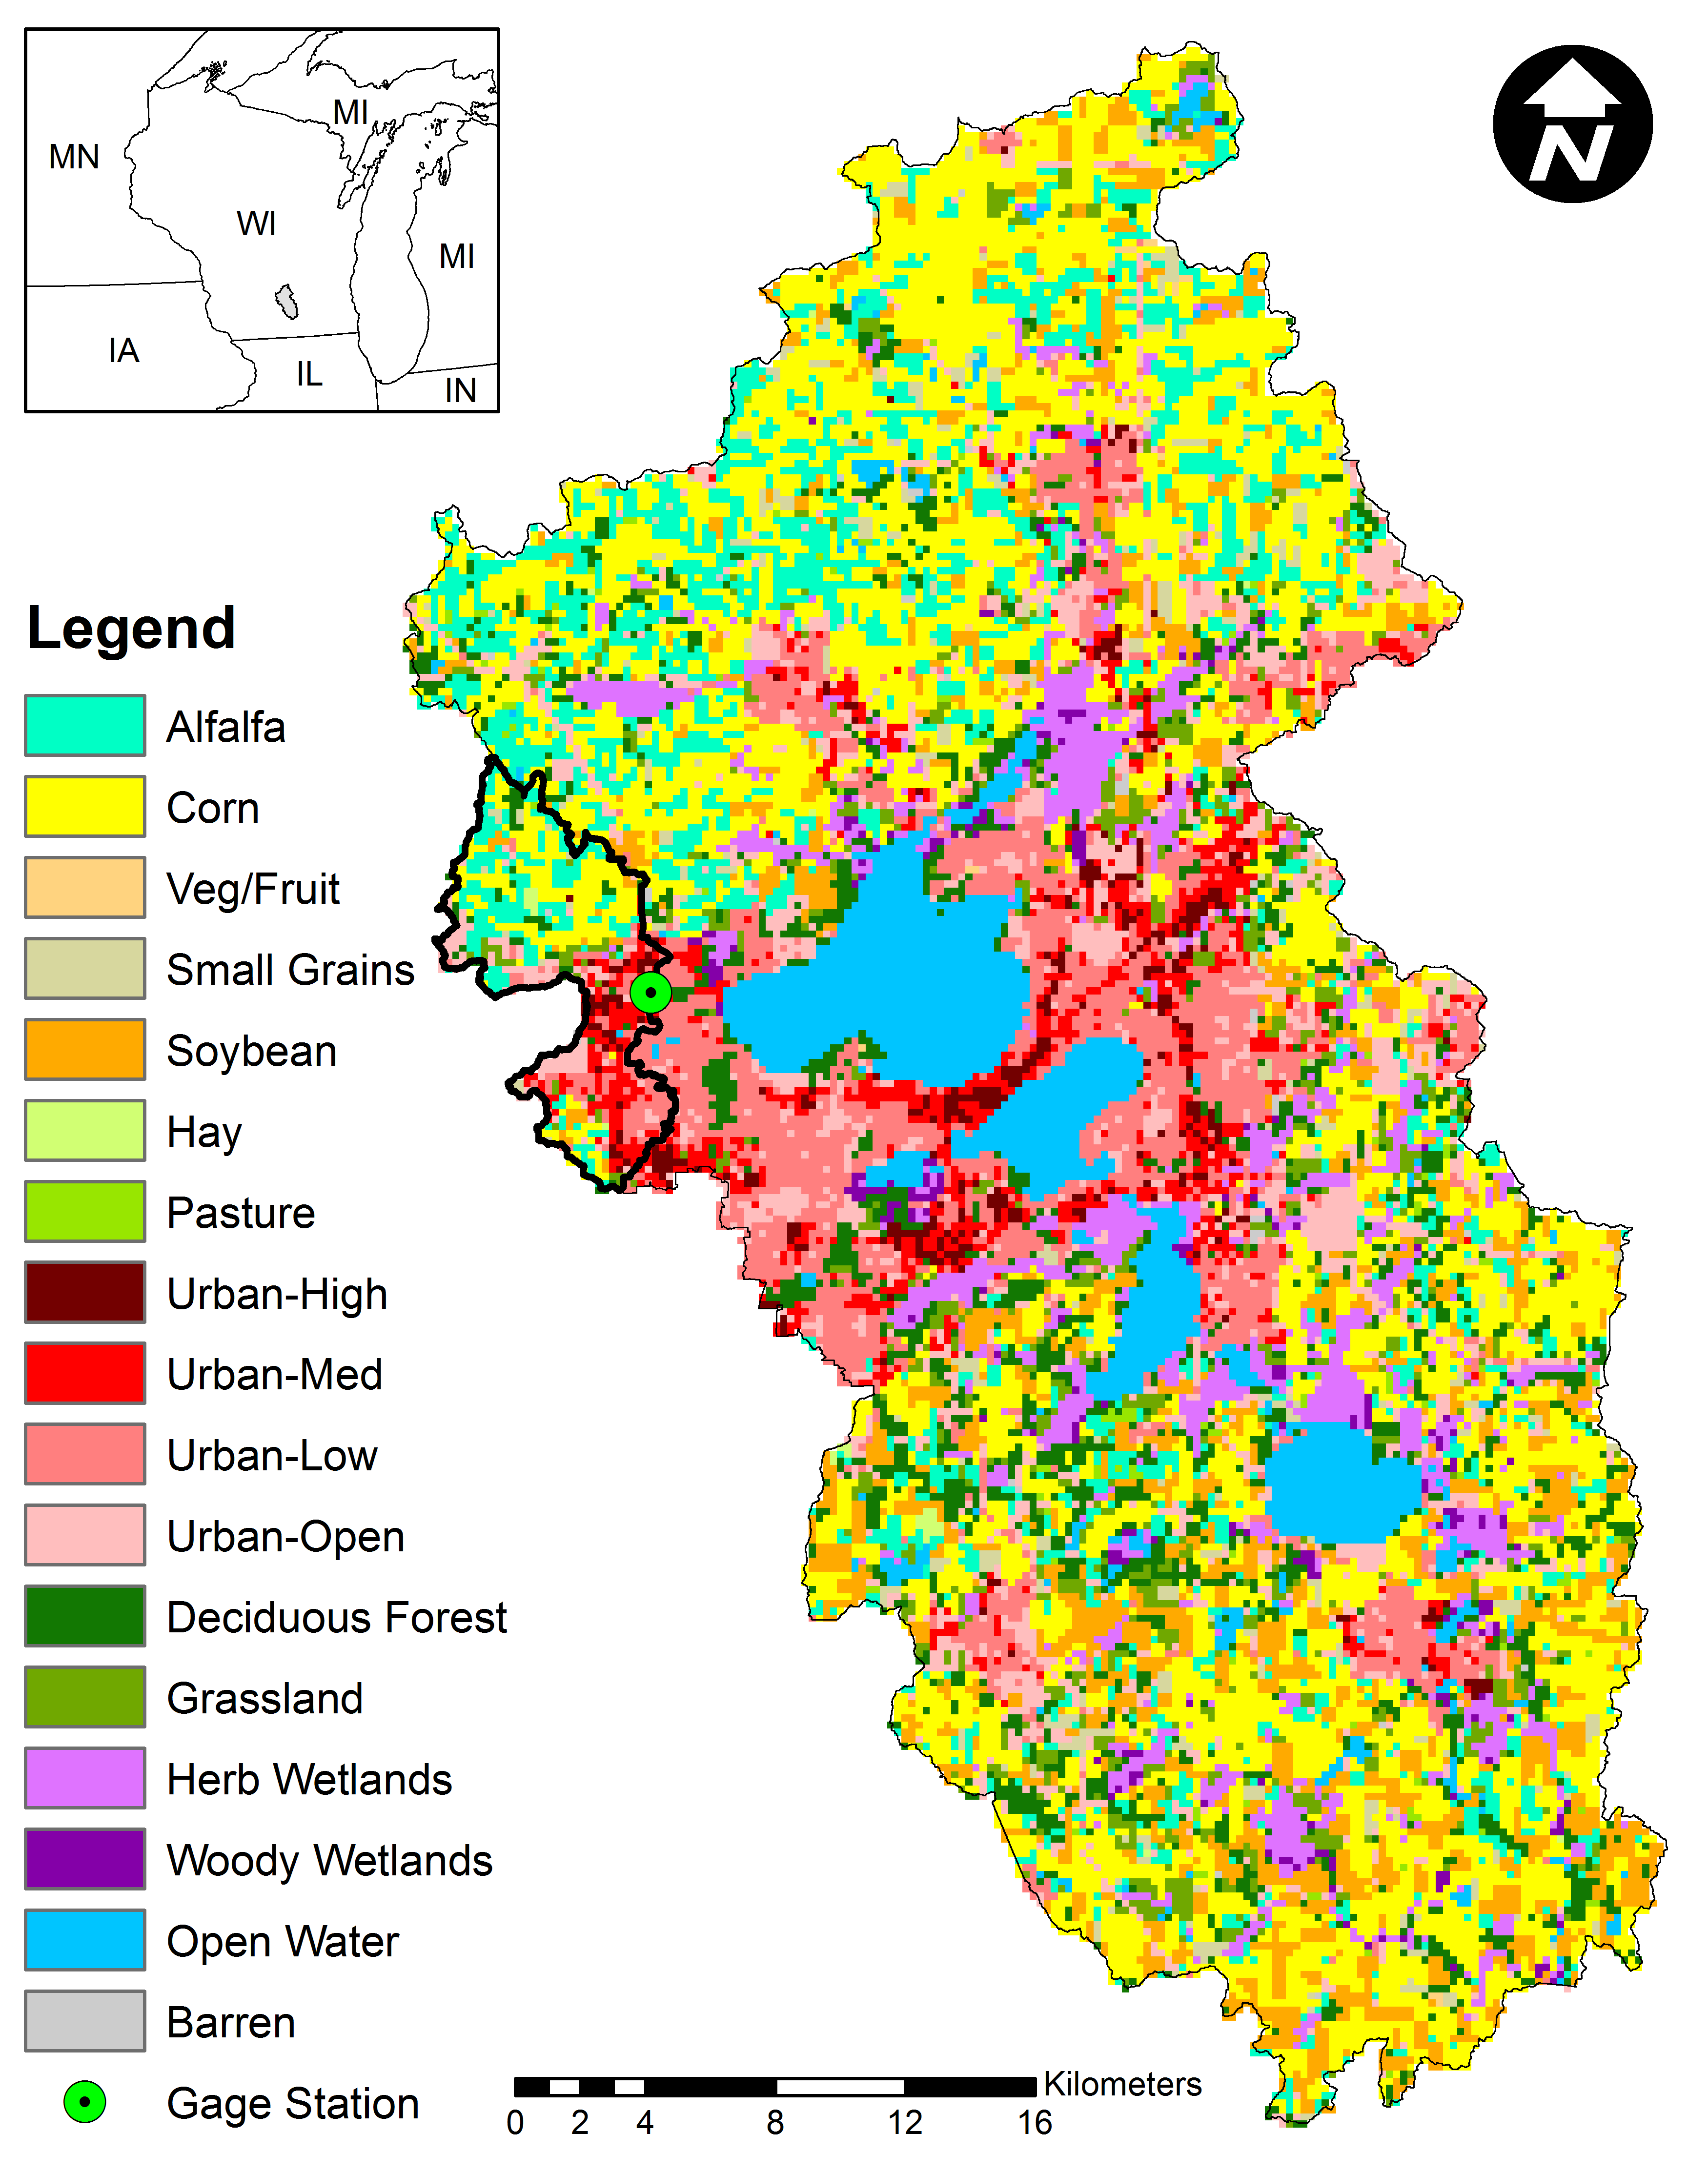 MI
MN
WI
MI
IA
IL
IN
N
Legend
Alfalfa
Corn
Veg/Fruit
Small Grains
Soybean
Hay
Pasture
Urban-High
Urban-Med
Urban-Low
Urban-Open
Deciduous Forest
Grassland
Herb Wetlands
Woody Wetlands
Open Water
Barren
Gage Station
Kilometers
0 2 4 8 12 16